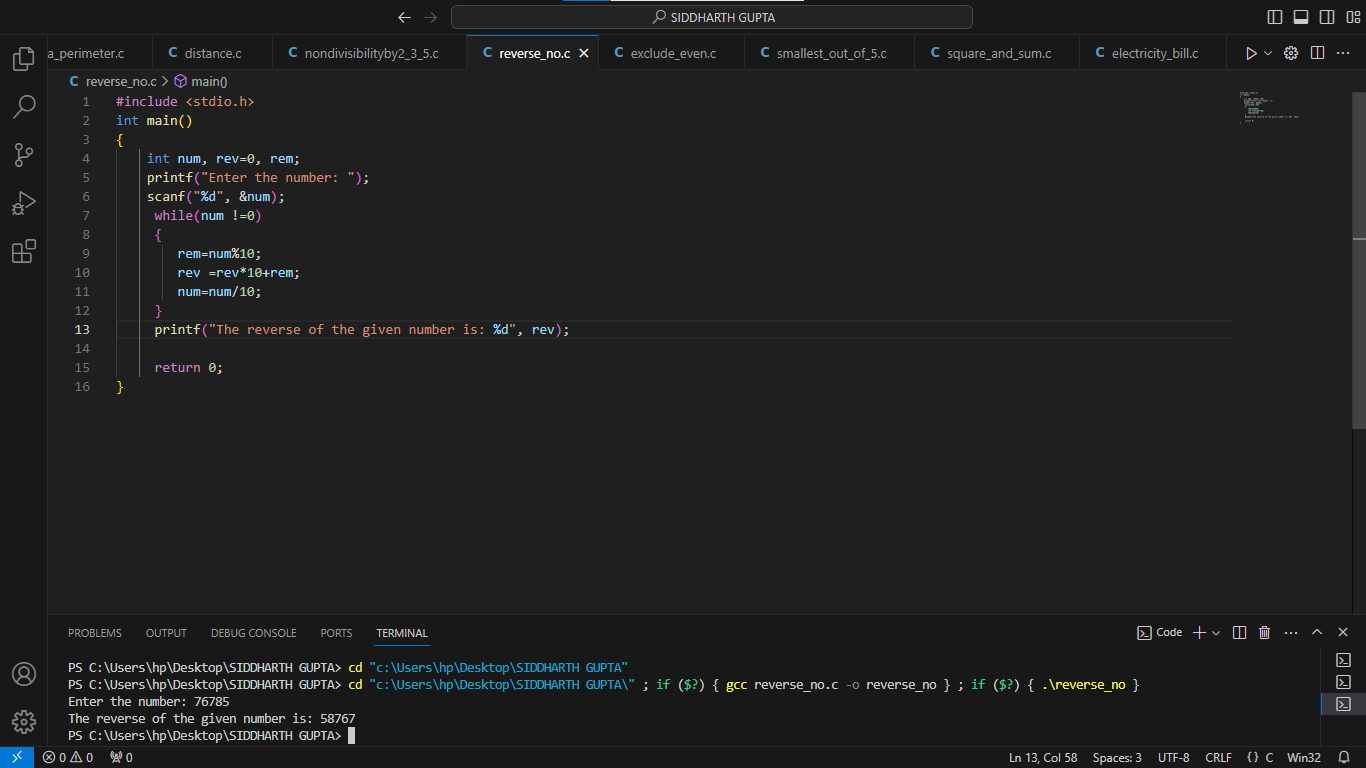 SIDDHARTH GUPTA
a_perimeter.c
C distance.c
C nondivisibilityby2_3_5.c
C reverse_no.c
C exclude_even.c
C smallest_out_of_5.c
C square_and_sum.c
C electricity_bill.c
C reverse_no.c > main()
1 #include <stdio.h>
2 int main()
3 {
4     int num, rev=0, rem;
5     printf("Enter the number: ");
6     scanf("%d", &num);
7      while(num !=0)
8      {
9         rem=num%10;
10         rev =rev*10+rem;
11         num=num/10;
12      }
13      printf("The reverse of the given number is: %d", rev);
14
15      return 0;
16 }
PROBLEMS OUTPUT DEBUG CONSOLE PORTS TERMINAL
Code
PS C:\Users\hp\Desktop\SIDDHARTH GUPTA> cd "c:\Users\hp\Desktop\SIDDHARTH GUPTA"
PS C:\Users\hp\Desktop\SIDDHARTH GUPTA> cd "c:\Users\hp\Desktop\SIDDHARTH GUPTA\" ; if ($?) { gcc reverse_no.c -o reverse_no } ; if ($?) { .\reverse_no }
Enter the number: 76785
The reverse of the given number is: 58767
PS C:\Users\hp\Desktop\SIDDHARTH GUPTA>
0 0 0 Ln 13, Col 58 Spaces: 3 UTF-8 CRLF {} C Win32